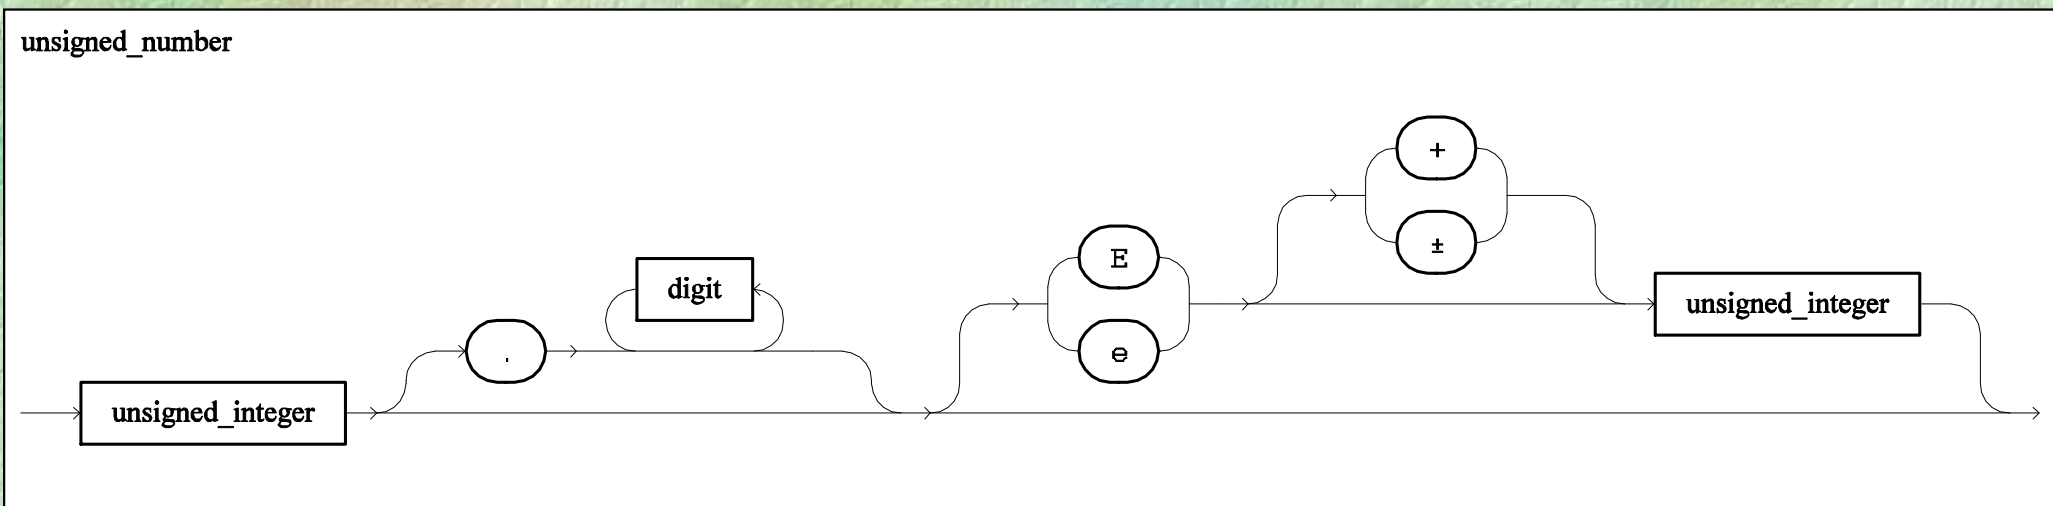 unsigned_number
+
±
E
e
digit
.
unsigned_integer
unsigned_integer